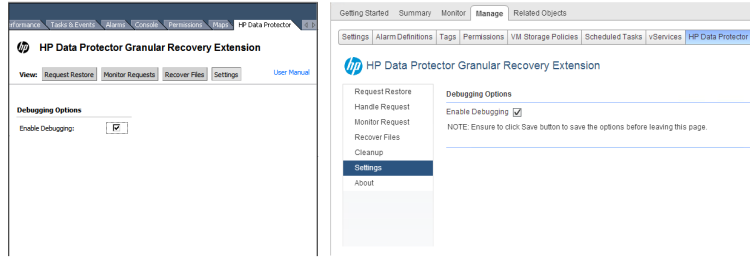 rformance Tasks & Events Alarms Console Permissions Maps HP Data Protector
hp HP Data Protector Granular Recovery Extension
View: Request Restore Monitor Requests Recover Files Settings User Manual
Debugging Options
Enable Debugging:
Getting Started Summary Monitor Manage Related Objects
Settings Alarm Definitions Tags Permissions VM Storage Policies Scheduled Tasks vServices HP Data Protector
hp HP Data Protector Granular Recovery Extension
Request Restore
Handle Request
Monitor Request
Recover Files
Cleanup
Settings
About
Debugging Options
Enable Debugging
NOTE: Ensure to click Save button to save the options before leaving this page.